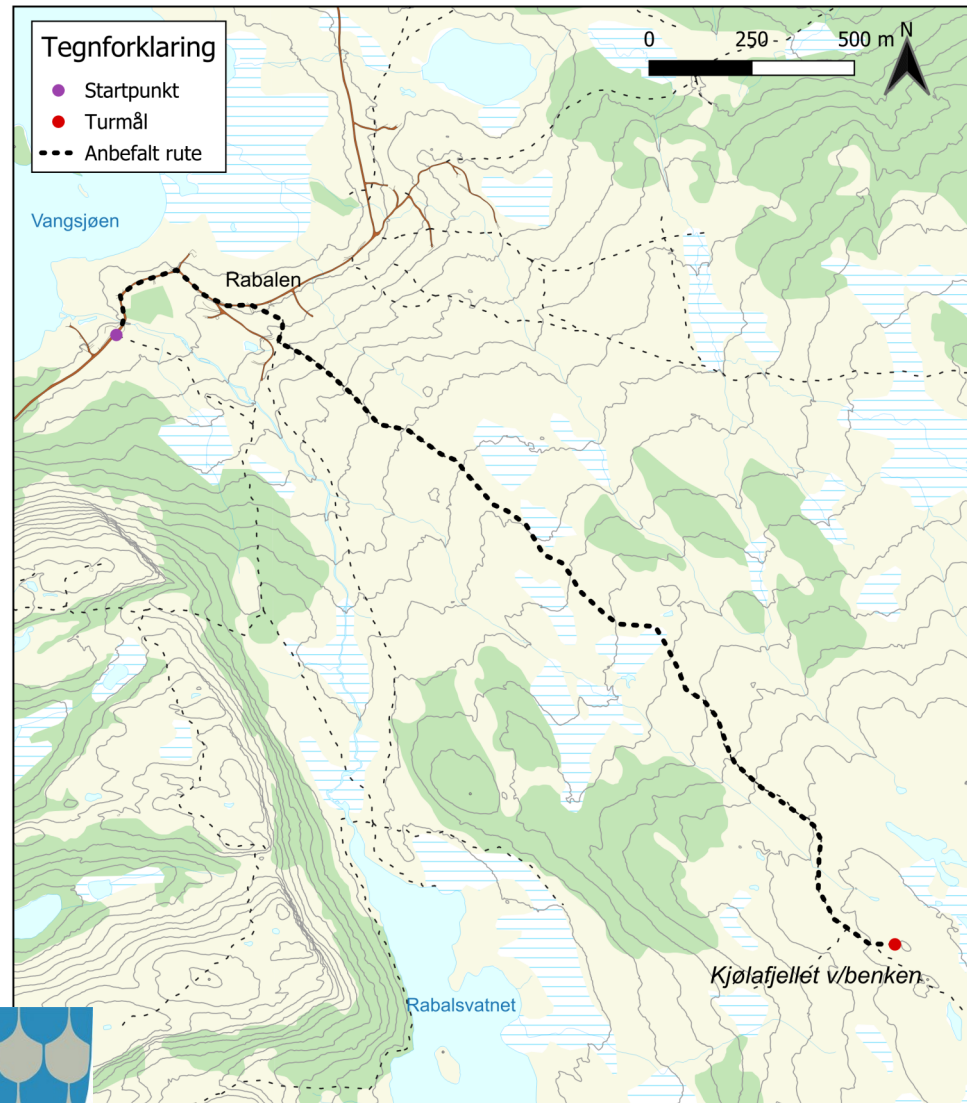 Tegnforklaring
Startpunkt
Turmål
Anbefalt rute
0 250 500 m
N
Vangsjøen
Rabalen
Kjølafjellet v/benken
Rabalsvatnet